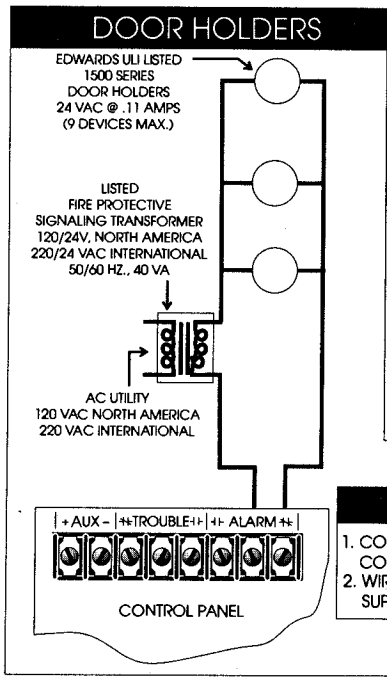 DOOR HOLDERS
EDWARDS ULI LISTED
1500 SERIES
DOOR HOLDERS
24 VAC @ .11 AMPS
(9 DEVICES MAX.)
LISTED
FIRE PROTECTIVE
SIGNALING TRANSFORMER
120/24V, NORTH AMERICA
220/24 VAC INTERNATIONAL
50/60 HZ., 40 VA
AC UTILITY
120 VAC NORTH AMERICA
220 VAC INTERNATIONAL
+ AUX - TROUBLE ALARM
CONTROL PANEL
1. CO
CO
2. WIR
SUP